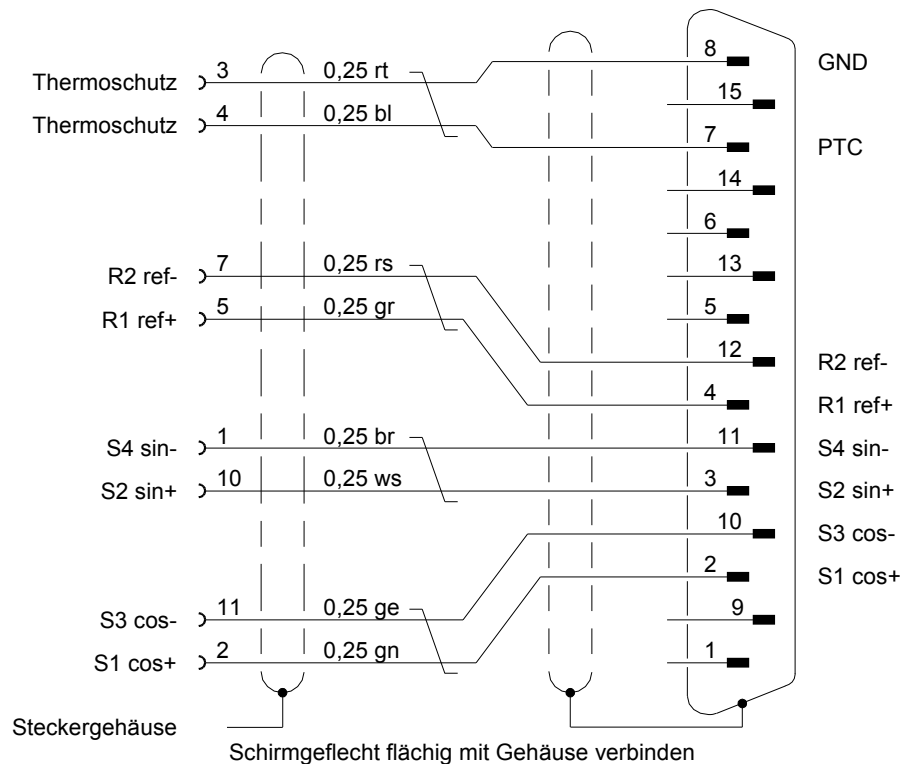 8 GND
Thermoschutz 3 0,25 rt
15
Thermoschutz 4 0,25 bl
7 PTC
14
6
R2 ref- 7 0,25 rs 13
R1 ref+ 5 0,25 gr 5
12 R2 ref-
4 R1 ref+
S4 sin- 1 0,25 br 11 S4 sin-
S2 sin+ 10 0,25 ws 3 S2 sin+
10 S3 cos-
2 S1 cos+
S3 cos- 11 0,25 ge 9
S1 cos+ 2 0,25 gn 1
Steckergehäuse
Schirmgeflecht flächig mit Gehäuse verbinden